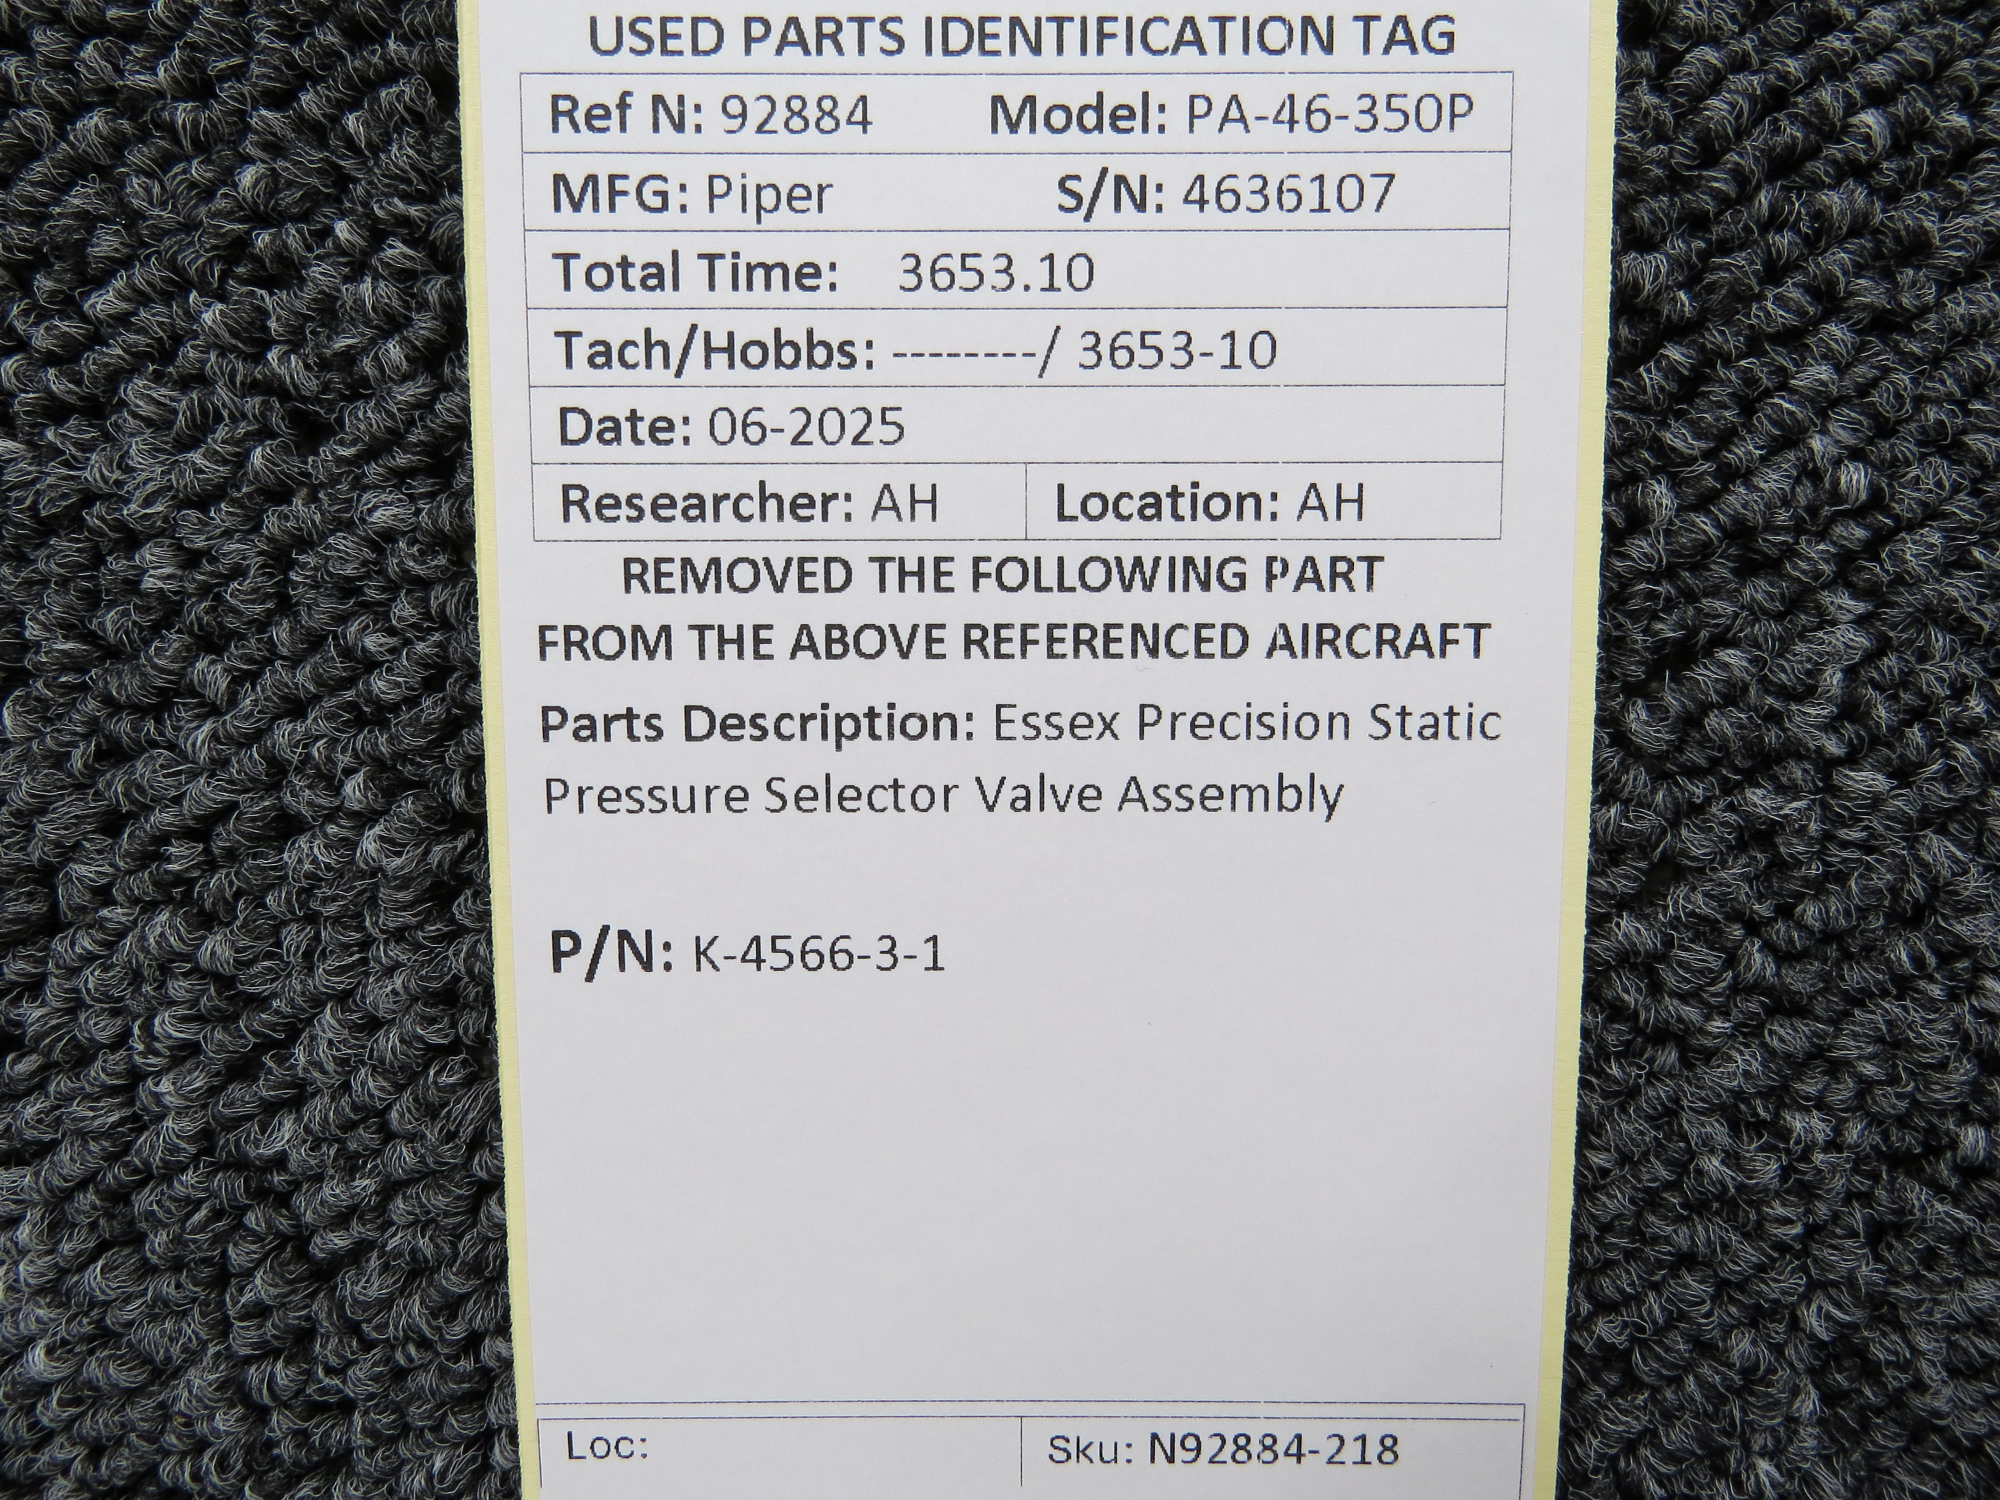 USED PARTS IDENTIFICATION TAG
Ref N: 92884 Model: PA-46-350P
MFG: Piper S/N: 4636107
Total Time: 3653.10
Tach/Hobbs: --------/ 3653-10
Date: 06-2025
Researcher: AH Location: AH
REMOVED THE FOLLOWING PART
FROM THE ABOVE REFERENCED AIRCRAFT
Parts Description: Essex Precision Static
Pressure Selector Valve Assembly
P/N: K-4566-3-1
Loc: Sku: N92884-218